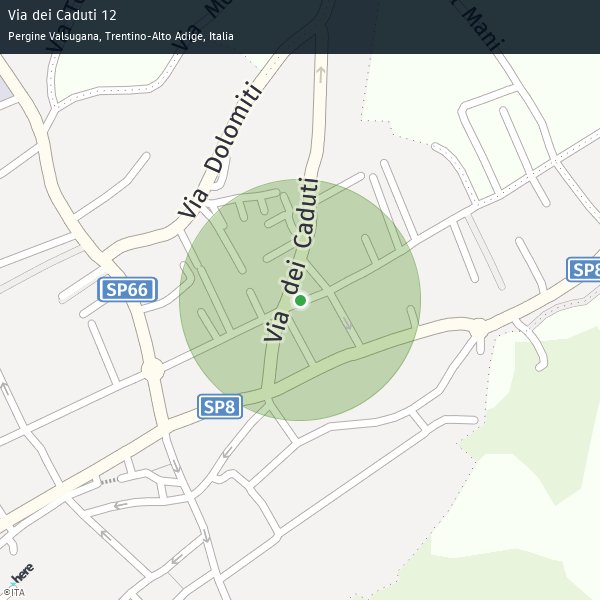 Via dei Caduti 12
Pergine Valsugana, Trentino-Alto Adige, Italia
Mani
Via Dolomiti
Via dei Caduti
SP66
SP8
SP8
here
©ITA